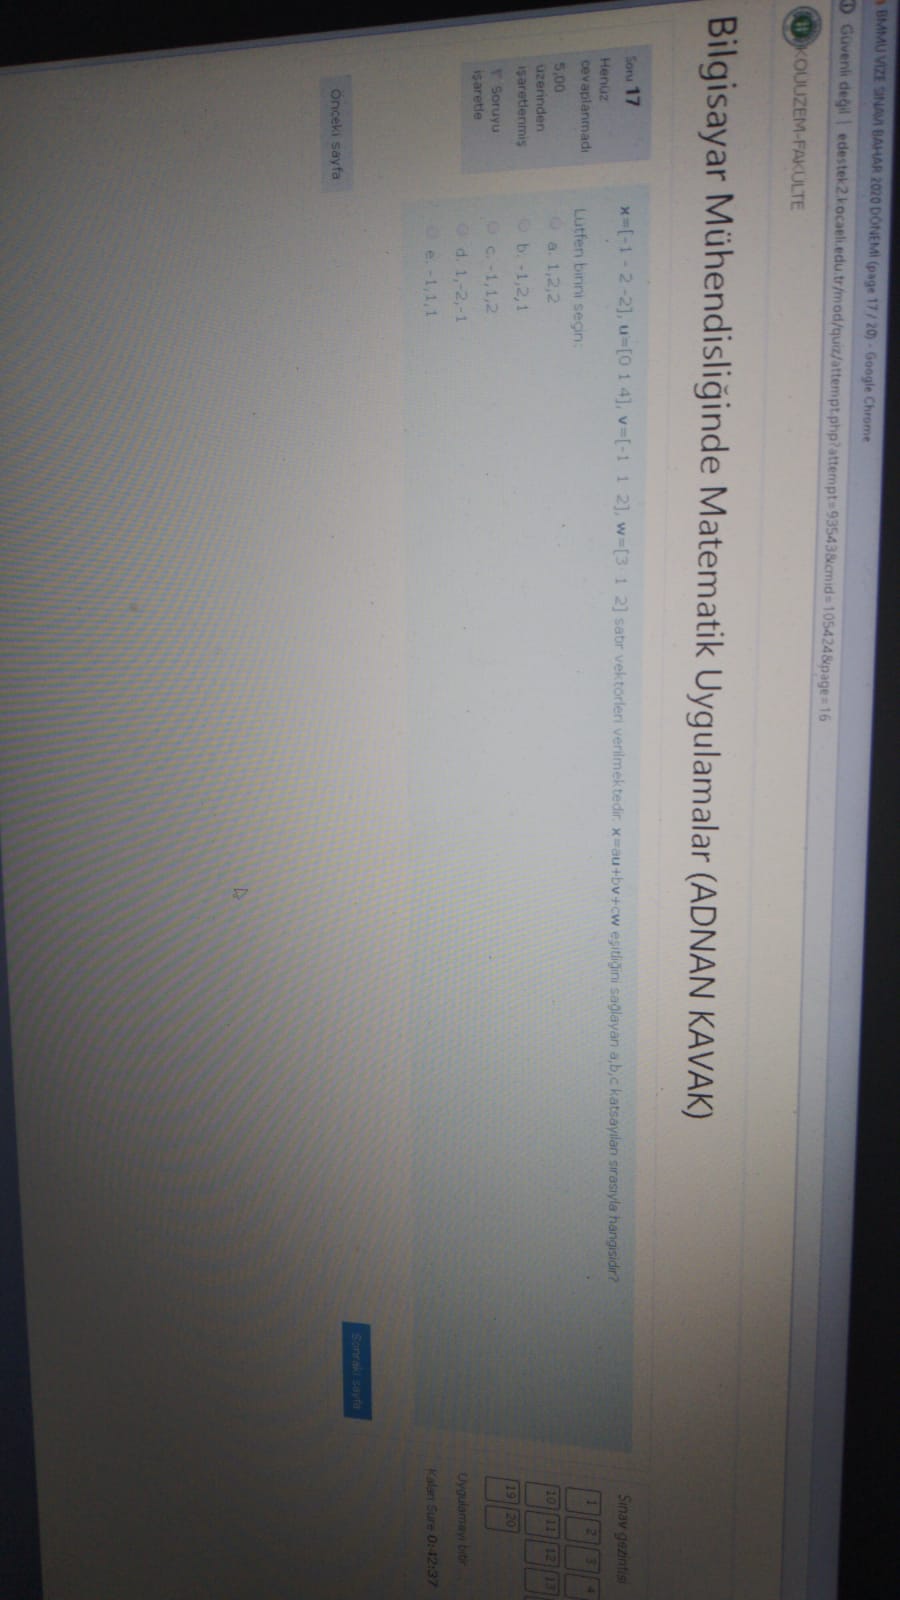 BMMU VİZE SINAVI BAHAR 2020 DÖNEMİ (page 17 / 20) - Google Chrome
Güvenli değil | edestek2.kocaeli.edu.tr/mod/quiz/attempt.php?attempt=93543&cmid=105424&page=16
KOUUZEM-FAKÜLTE
Bilgisayar Mühendisliğinde Matematik Uygulamalar (ADNAN KAVAK)
Soru 17
Henüz
cevaplanmadı
5,00
üzerinden
işaretlenmiş
Soruyu
işaretle
x=[-1 -2 -2], u=[0 1 4], v=[-1 1 2], w=[3 1 2] satır vektörleri verilmektedir. x=au+bv+cw eşitliğini sağlayan a,b,c katsayıları sırasıyla hangisidir?
Lütfen birini seçin:
a. 1,2,2
b. -1,2,1
c. -1,1,2
d. 1,-2,-1
e. -1,1,1
Önceki sayfa
Sonraki sayfa
Sınav gezintisi
1 2 3 4
10 11 12 13
19 20
Uygulamayı bitir
Kalan Süre 0:42:37